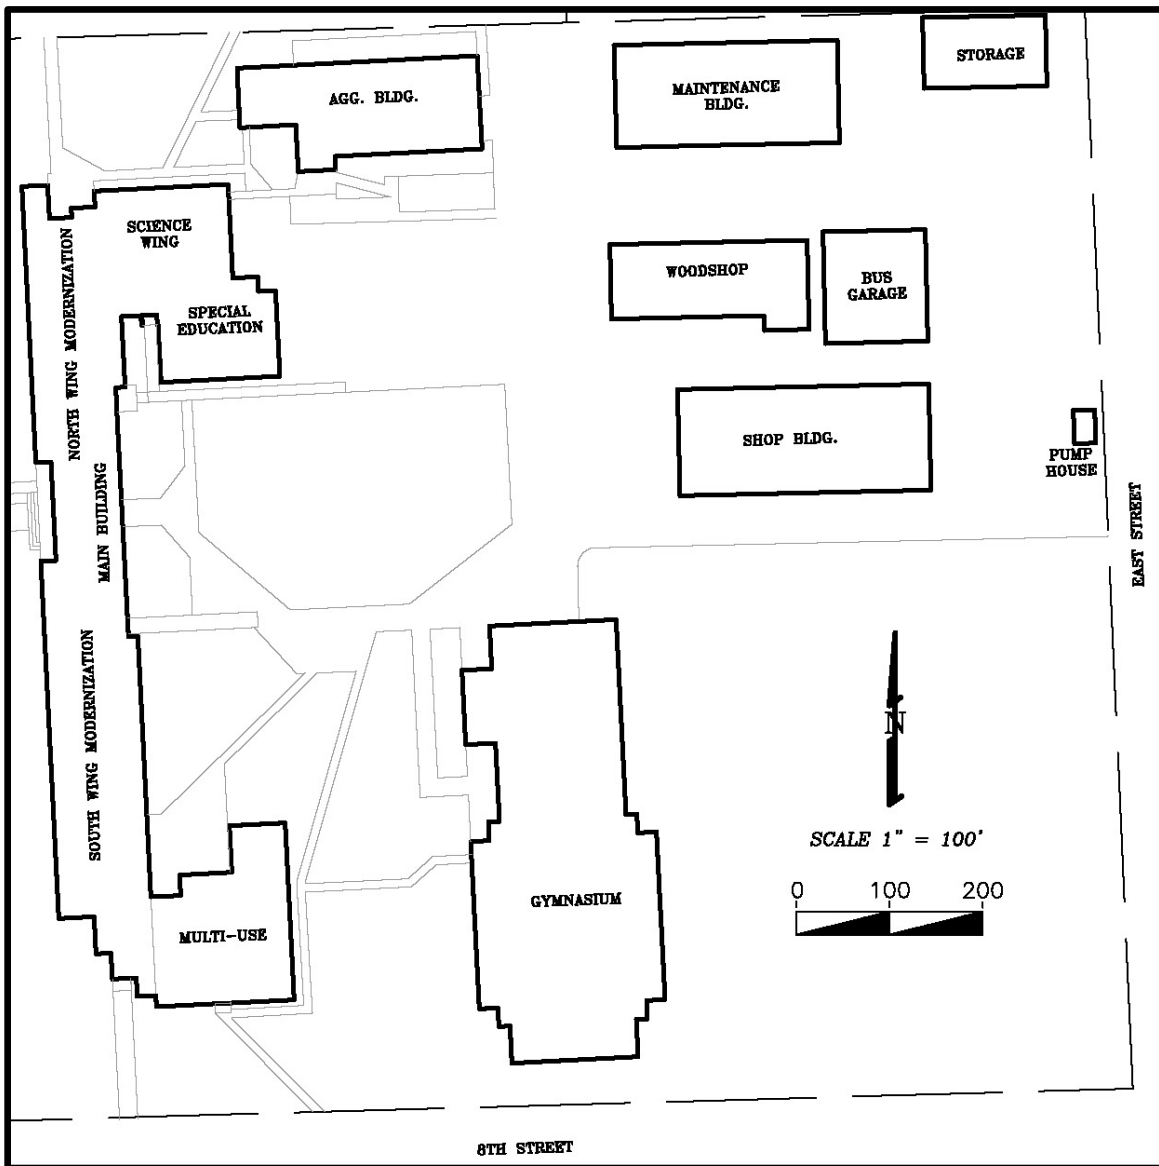 STORAGE
AGG. BLDG.
MAINTENANCE
BLDG.
SCIENCE
WING
NORTH WING MODERNIZATION
WOODSHOP
BUS
GARAGE
SPECIAL
EDUCATION
SHOP BLDG.
PUMP
HOUSE
MAIN BUILDING
EAST STREET
SOUTH WING MODERNIZATION
N
SCALE 1" = 100'
0 100 200
GYMNASIUM
MULTI-USE
8TH STREET